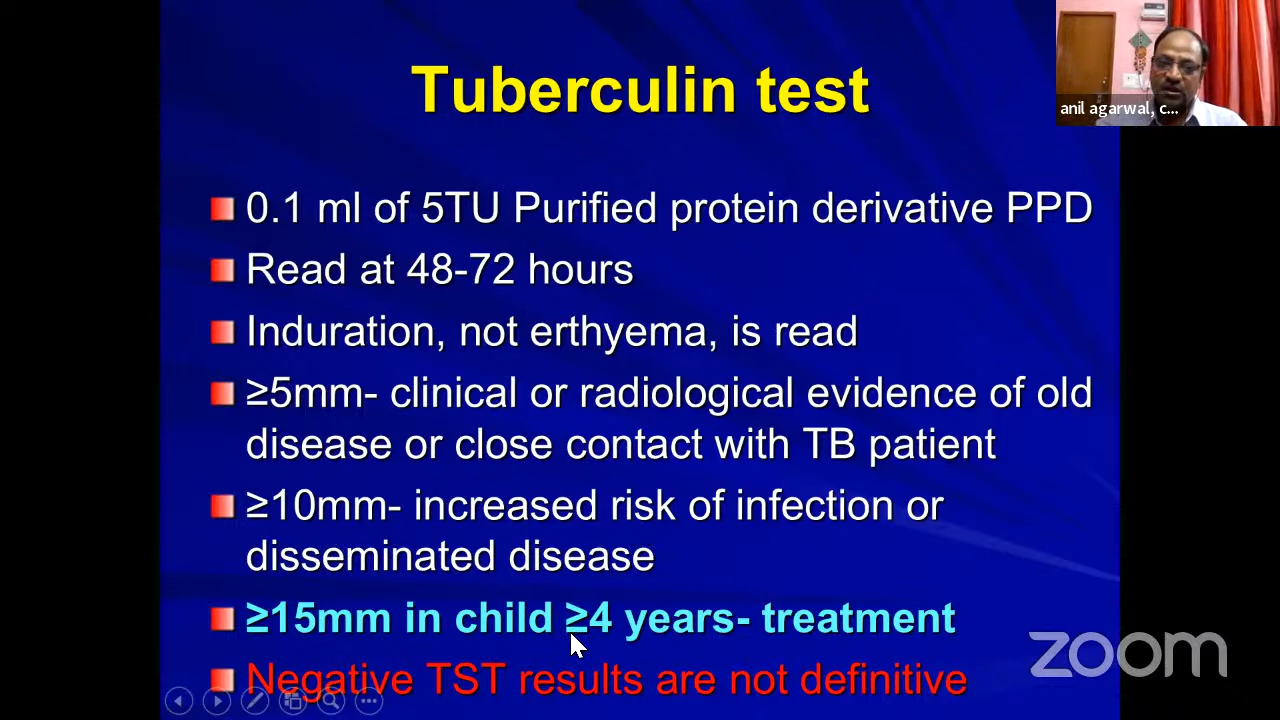 Tuberculin test
anil agarwal, c...
0.1 ml of 5TU Purified protein derivative PPD
Read at 48-72 hours
Induration, not erthyema, is read
≥5mm- clinical or radiological evidence of old
disease or close contact with TB patient
≥10mm- increased risk of infection or
disseminated disease
≥15mm in child ≥4 years- treatment
Negative TST results are not definitive
zoom